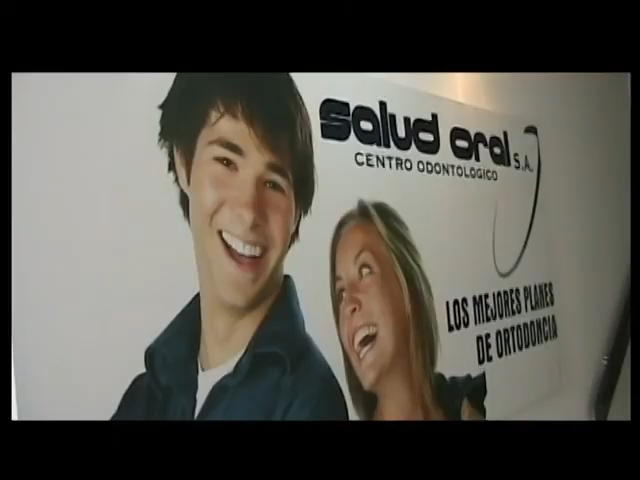 salud oral S.A.
CENTRO ODONTOLOGICO
LOS MEJORES PLANES
DE ORTODONCIA